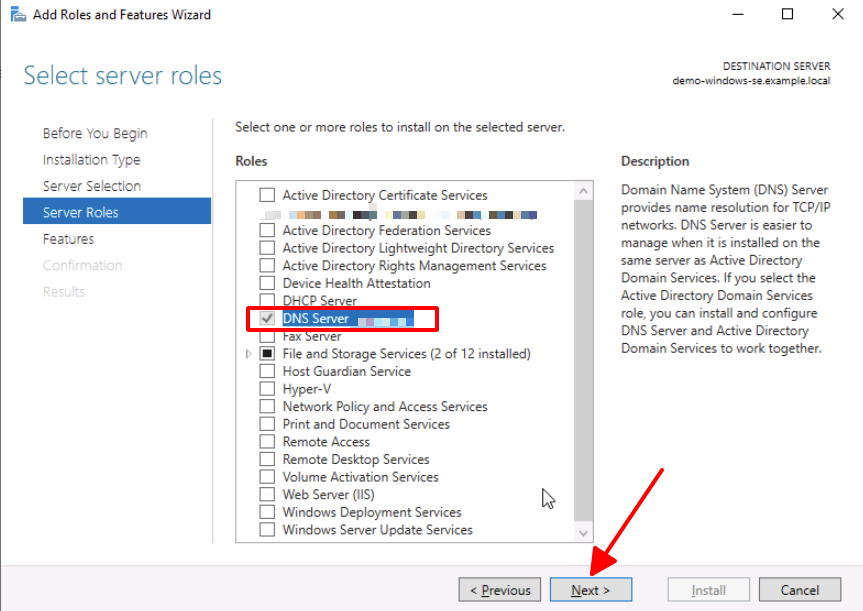 Add Roles and Features Wizard
Select server roles
DESTINATION SERVER
demo-windows-se.example.local
Before You Begin
Installation Type
Server Selection
Server Roles
Features
Confirmation
Results
Select one or more roles to install on the selected server.
Roles
Active Directory Certificate Services
Active Directory Federation Services
Active Directory Lightweight Directory Services
Active Directory Rights Management Services
Device Health Attestation
DHCP Server
DNS Server
Fax Server
File and Storage Services (2 of 12 installed)
Host Guardian Service
Hyper-V
Network Policy and Access Services
Print and Document Services
Remote Access
Remote Desktop Services
Volume Activation Services
Web Server (IIS)
Windows Deployment Services
Windows Server Update Services
Description
Domain Name System (DNS) Server
provides name resolution for TCP/IP
networks. DNS Server is easier to
manage when it is installed on the
same server as Active Directory
Domain Services. If you select the
Active Directory Domain Services
role, you can install and configure
DNS Server and Active Directory
Domain Services to work together.
< Previous
Next >
Install
Cancel